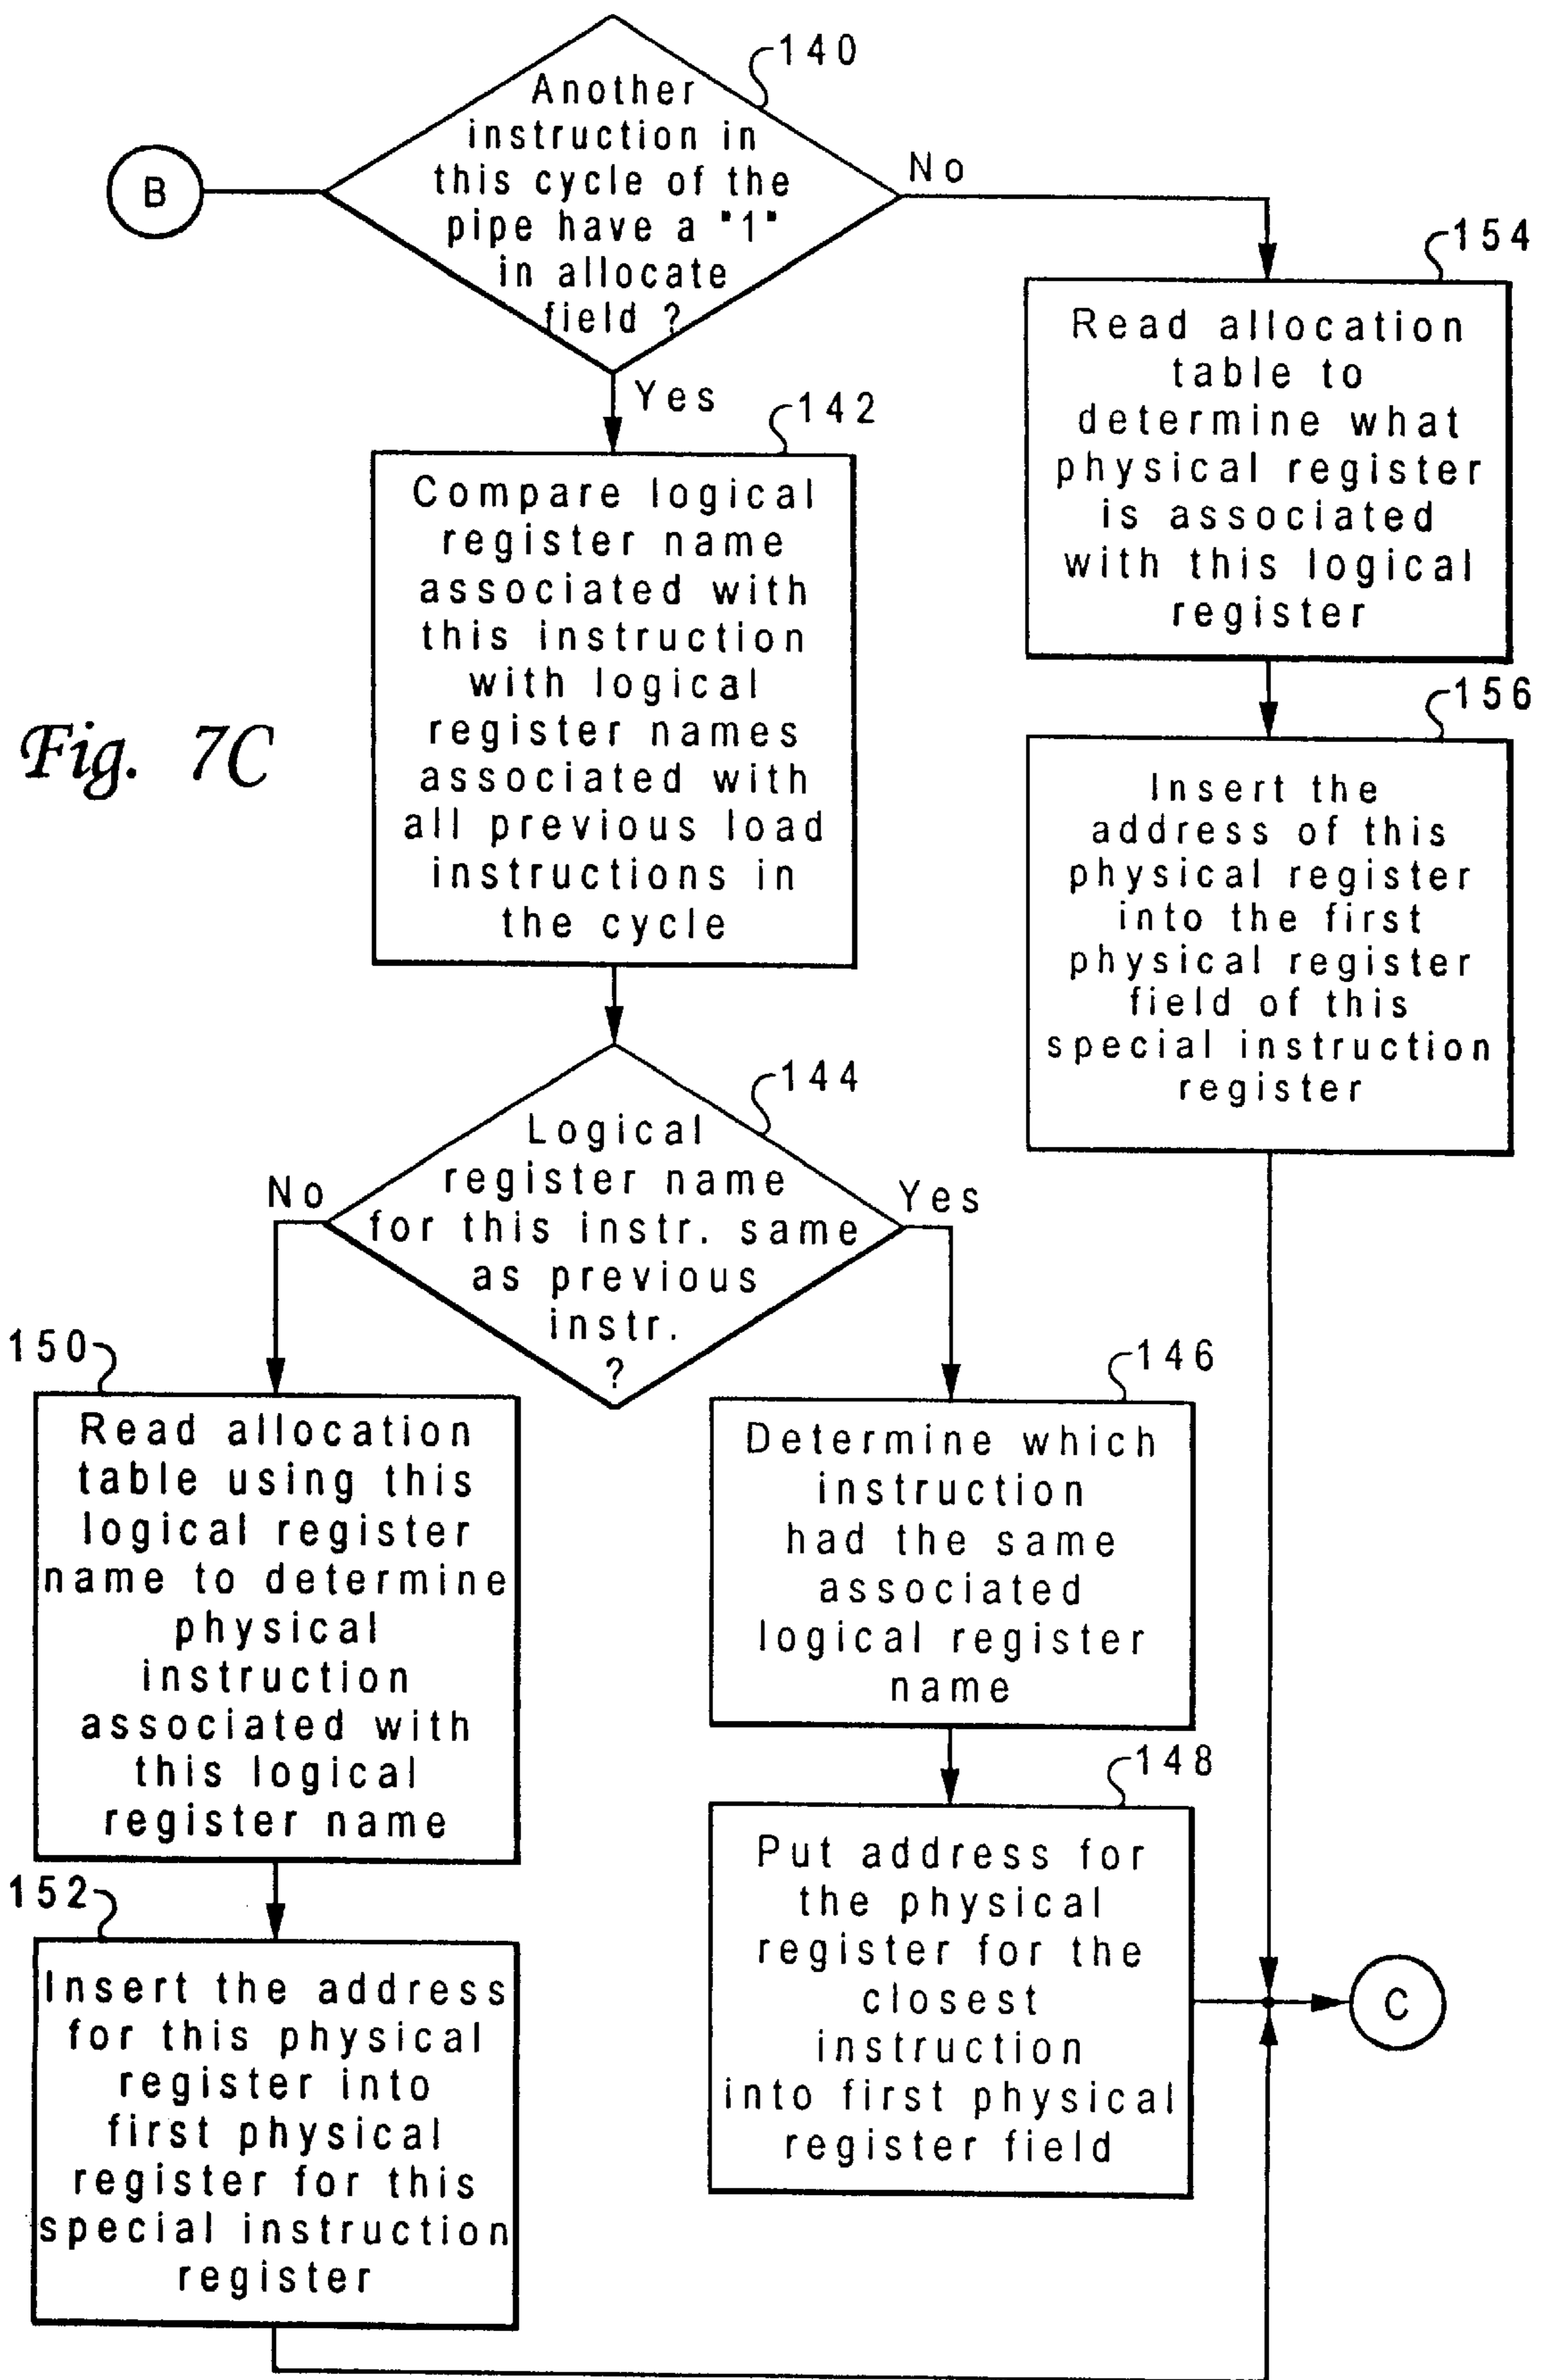 140
Another
instruction in
this cycle of the
pipe have a "1"
in allocate
field ?
B
No
Yes
154
Read allocation
table to
determine what
physical register
is associated
with this logical
register
142
Compare logical
register name
associated with
this instruction
with logical
register names
associated with
all previous load
instructions in
the cycle
156
Insert the
address of this
physical register
into the first
physical register
field of this
special instruction
register
Fig. 7C
144
Logical
register name
for this instr. same
as previous
instr.
?
No
Yes
150
Read allocation
table using this
logical register
name to determine
physical
instruction
associated with
this logical
register name
146
Determine which
instruction
had the same
associated
logical register
name
148
Put address for
the physical
register for the
closest
instruction
into first physical
register field
C
152
Insert the address
for this physical
register into
first physical
register for this
special instruction
register